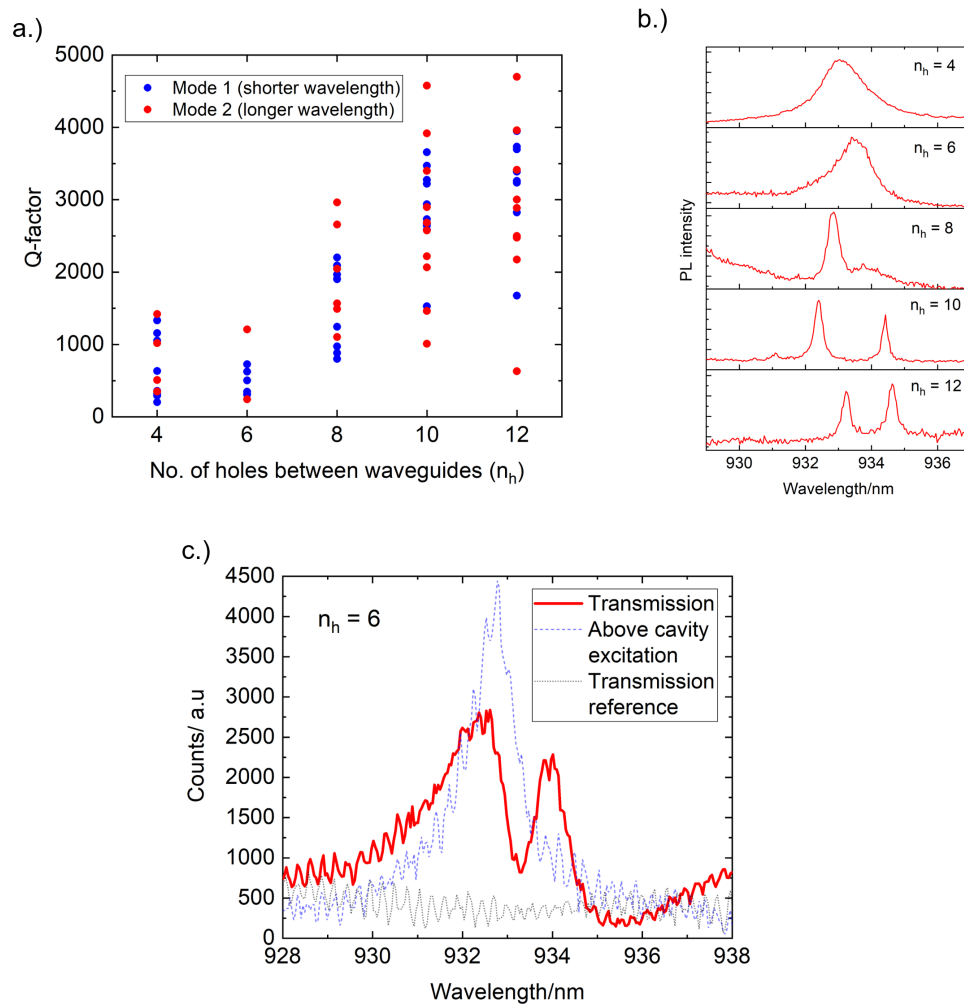 a.)
5000
4000
3000
2000
1000
0
Q-factor
Mode 1 (shorter wavelength)
Mode 2 (longer wavelength)
4
6
8
10
12
No. of holes between waveguides (nₕ)
b.)
nₕ = 4
nₕ = 6
nₕ = 8
nₕ = 10
nₕ = 12
PL intensity
930
932
934
936
Wavelength/nm
c.)
4500
4000
3500
3000
2500
2000
1500
1000
500
0
Counts/ a.u
nₕ = 6
Transmission
Above cavity
excitation
Transmission
reference
928
930
932
934
936
938
Wavelength/nm